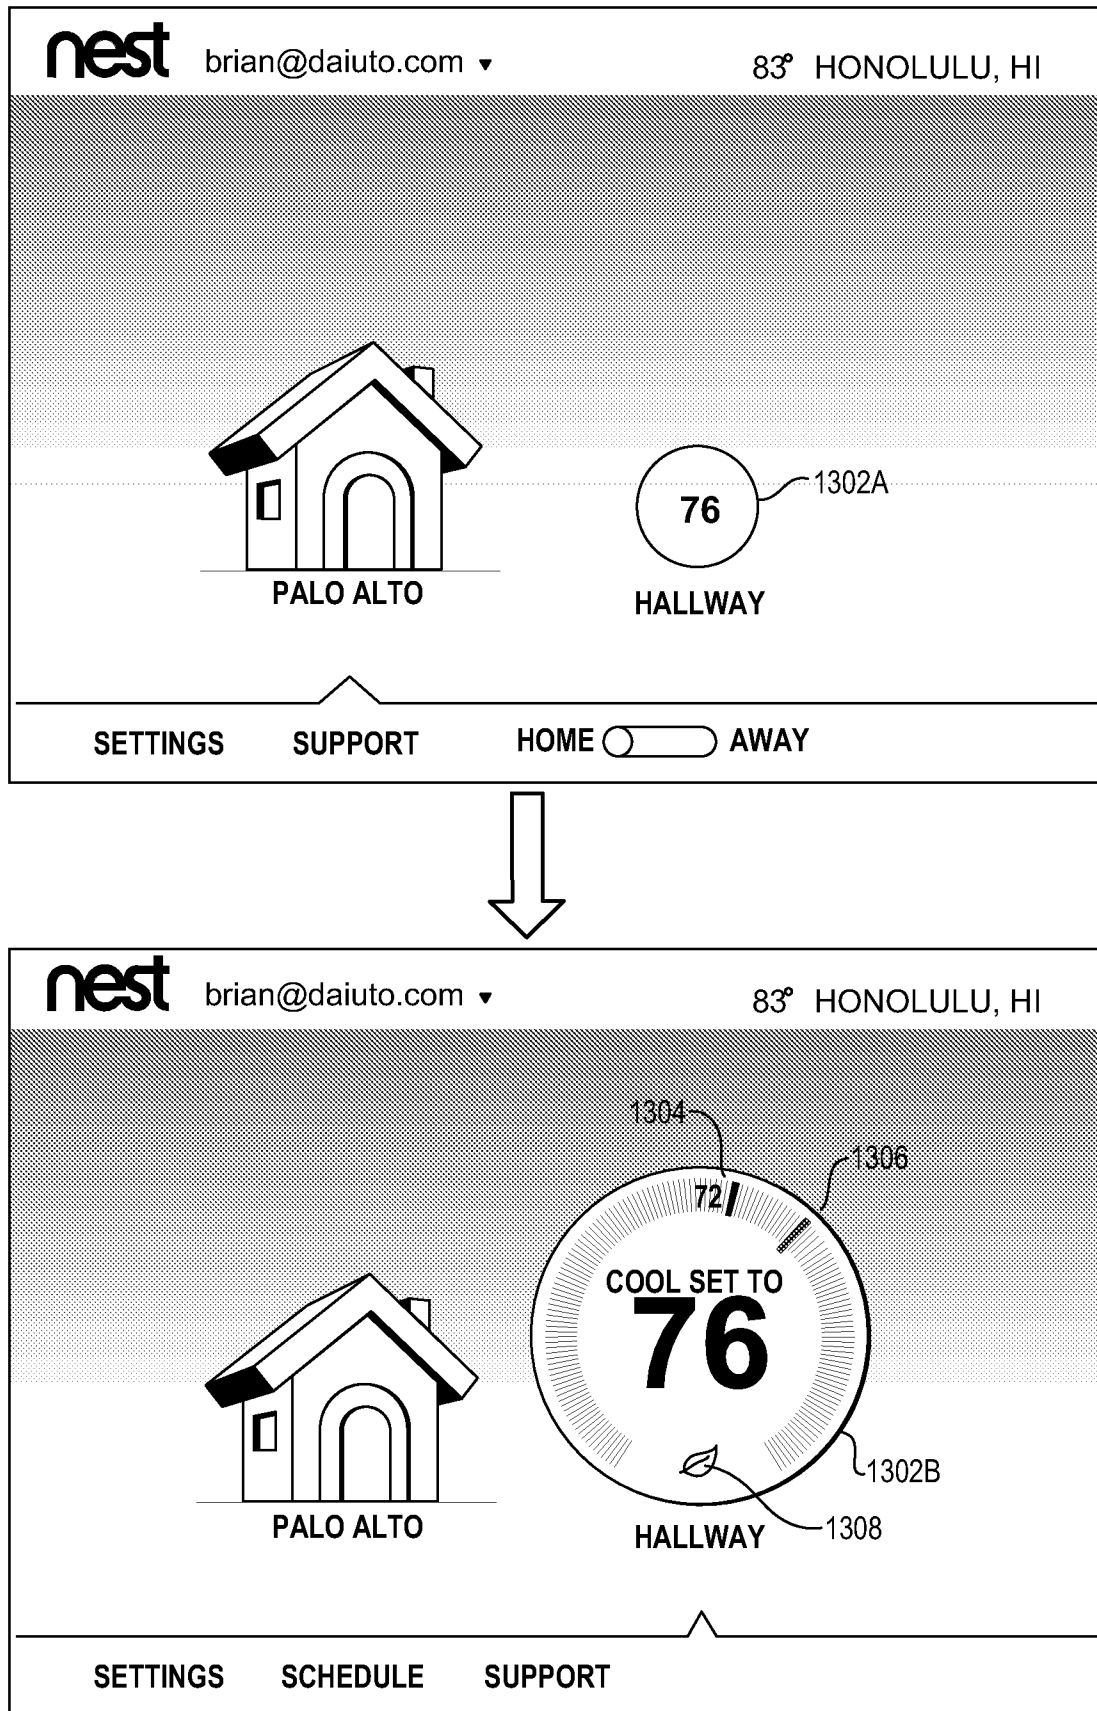 nest brian@daiuto.com ▾ 83° HONOLULU, HI
76
1302A
PALO ALTO
HALLWAY
SETTINGS SUPPORT HOME AWAY
nest brian@daiuto.com ▾ 83° HONOLULU, HI
1304
1306
72
COOL SET TO
76
1302B
1308
PALO ALTO
HALLWAY
SETTINGS SCHEDULE SUPPORT